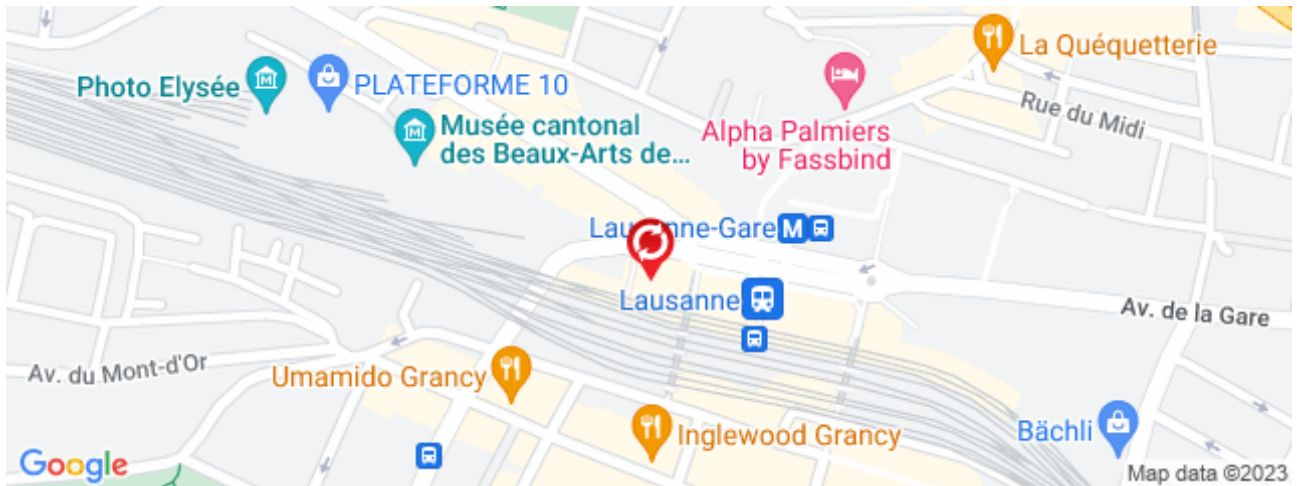 La Quéquetterie
Photo Elysée
PLATEFORME 10
Rue du Midi
Musée cantonal
des Beaux-Arts de...
Alpha Palmiers
by Fassbind
Lausanne-Gare M
Lausanne
Av. de la Gare
Av. du Mont-d'Or
Umamido Grancy
Inglewood Grancy
Bächli
Google
Map data ©2023